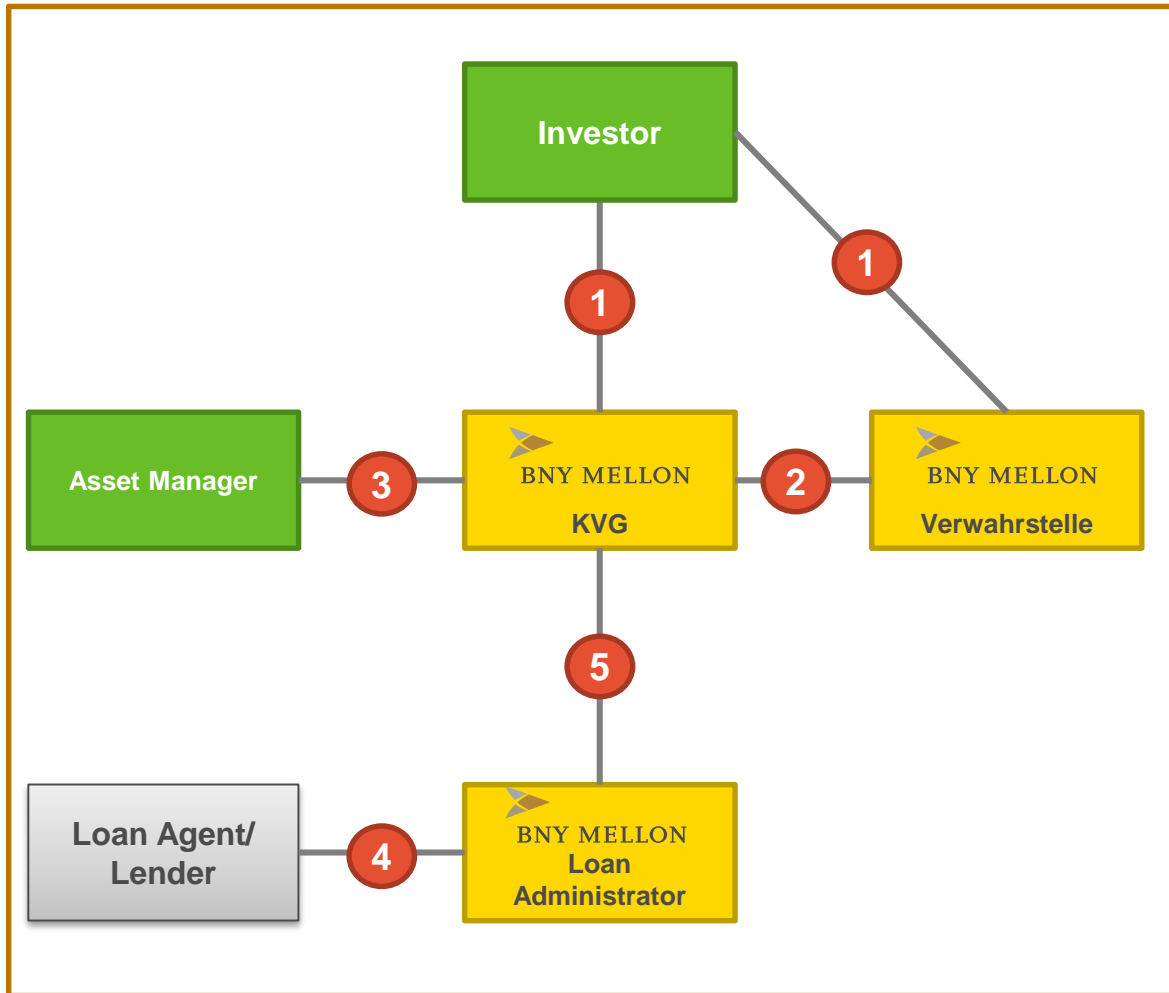 Investor
1
1
Asset Manager
3
BNY MELLON
KVG
2
BNY MELLON
Verwahrstelle
5
Loan Agent/
Lender
4
BNY MELLON
Loan
Administrator